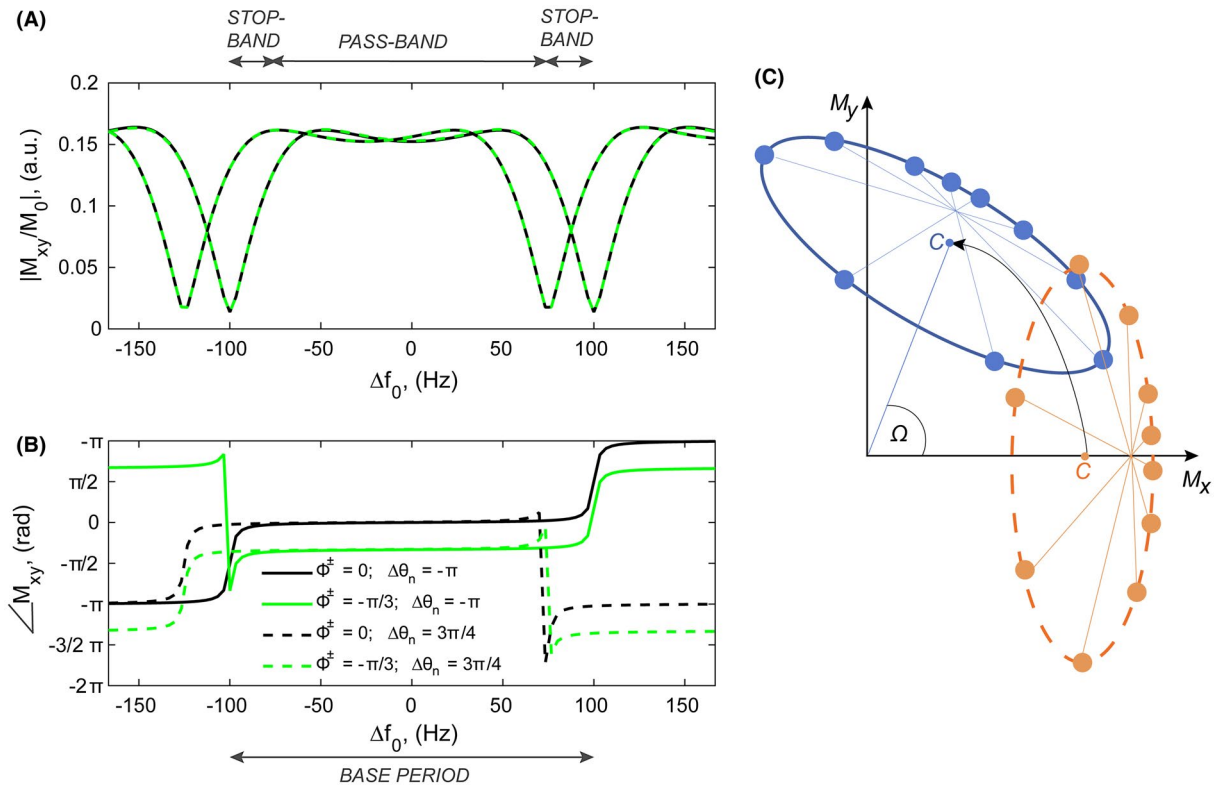 (A)
STOP-
BAND
PASS-BAND
STOP-
BAND
0.2
0.15
0.1
0.05
0
|Mxy/M0|, (a.u.)
-150 -100 -50 0 50 100 150
Δf0, (Hz)
(B)
-π
π/2
0
-π/2
-π
-3/2 π
-2π
∠Mxy, (rad)
Φ± = 0; Δθn = -π
Φ± = -π/3; Δθn = -π
Φ± = 0; Δθn = 3π/4
Φ± = -π/3; Δθn = 3π/4
-150 -100 -50 0 50 100 150
Δf0, (Hz)
BASE PERIOD
(C)
My
C
Ω
C
Mx